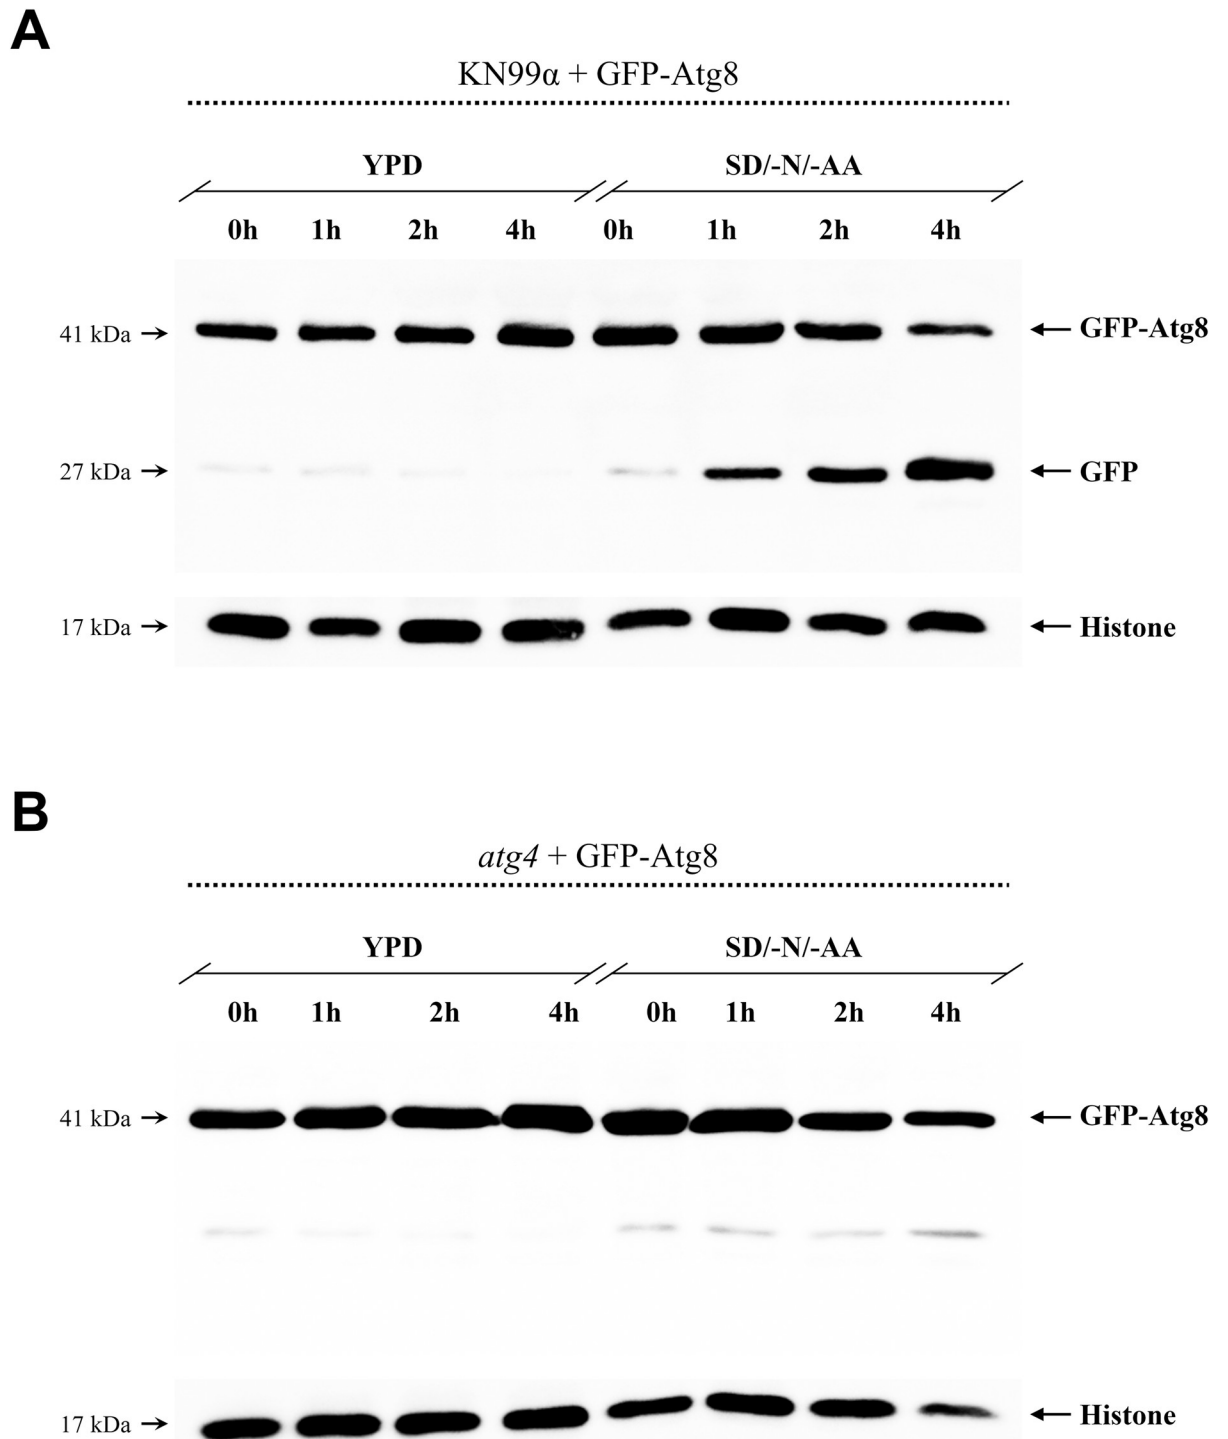 A
KN99α + GFP-Atg8
YPD SD/-N/-AA
0h 1h 2h 4h 0h 1h 2h 4h
41 kDa → ← GFP-Atg8
27 kDa → ← GFP
17 kDa → ← Histone
B
atg4 + GFP-Atg8
YPD SD/-N/-AA
0h 1h 2h 4h 0h 1h 2h 4h
41 kDa → ← GFP-Atg8
17 kDa → ← Histone